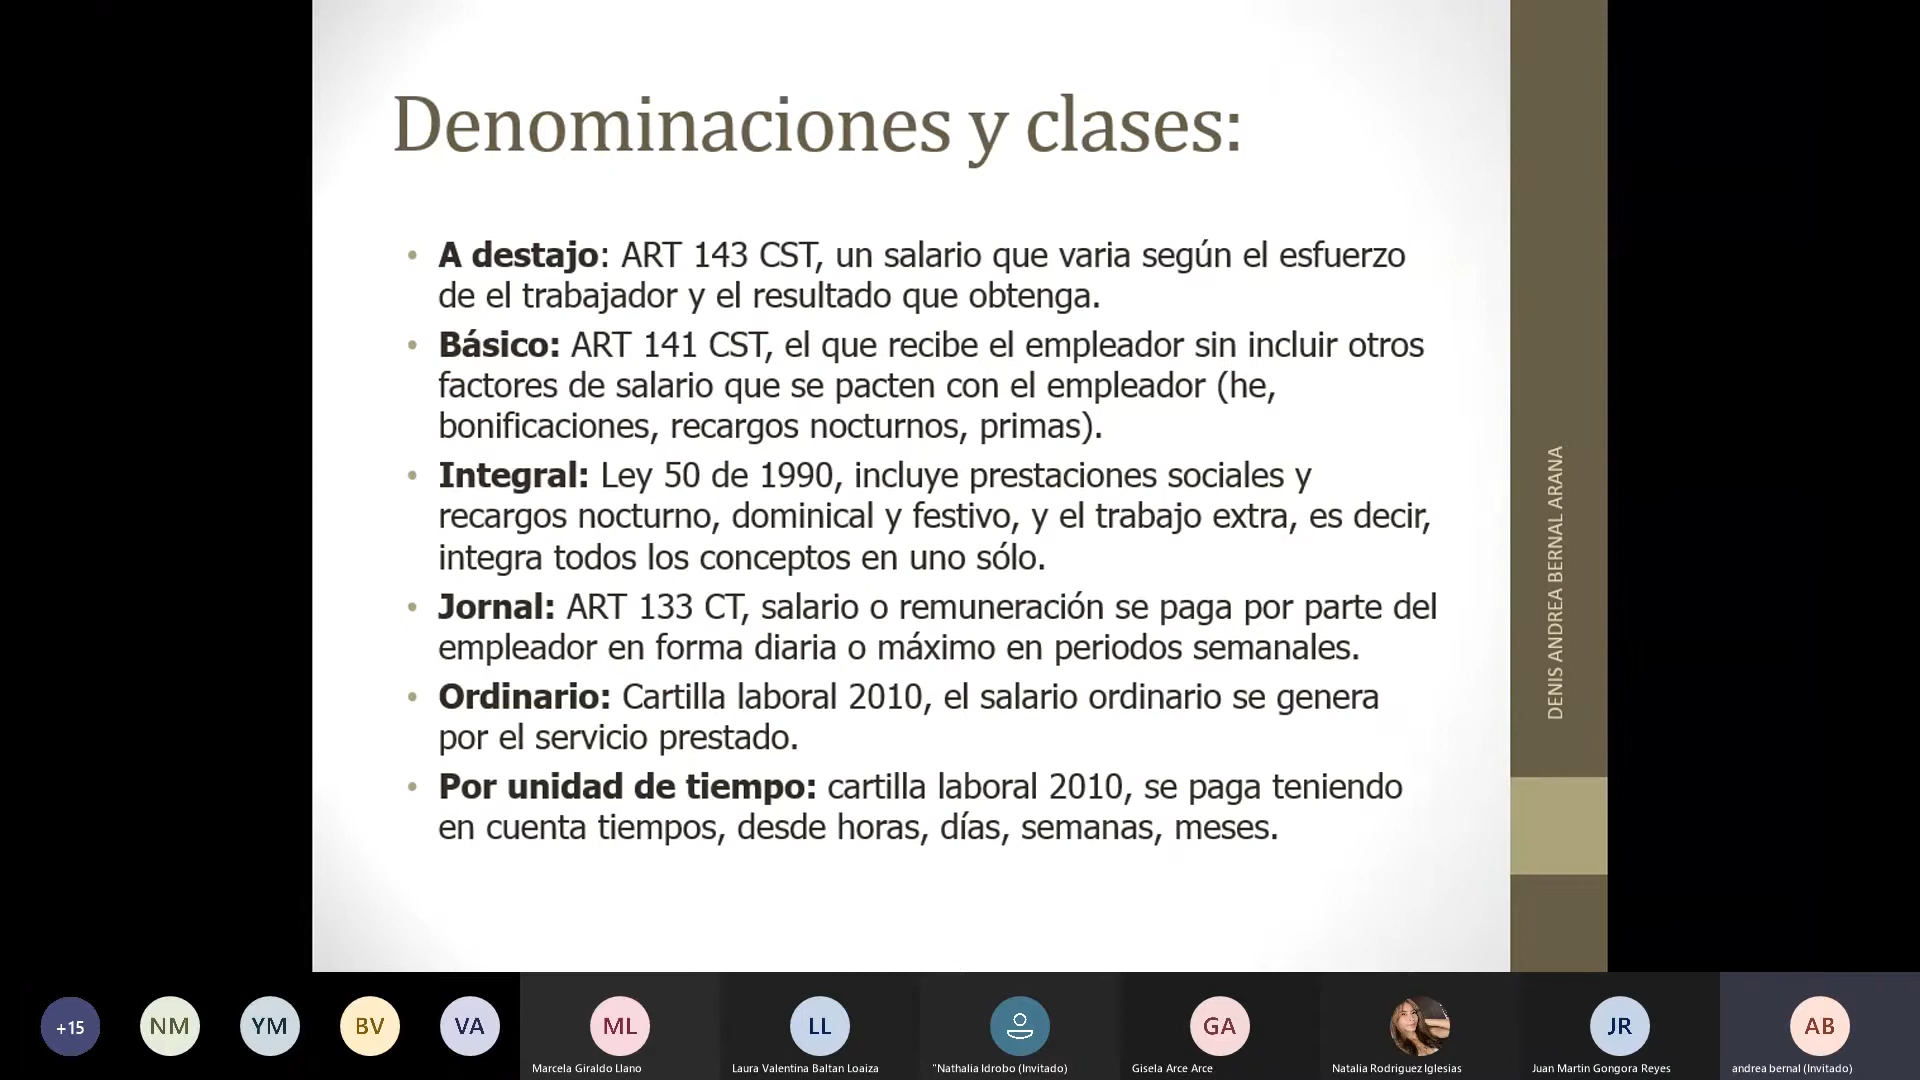 Denominaciones y clases:
• A destajo: ART 143 CST, un salario que varia según el esfuerzo
de el trabajador y el resultado que obtenga.
• Básico: ART 141 CST, el que recibe el empleador sin incluir otros
factores de salario que se pacten con el empleador (he,
bonificaciones, recargos nocturnos, primas).
• Integral: Ley 50 de 1990, incluye prestaciones sociales y
recargos nocturno, dominical y festivo, y el trabajo extra, es decir,
integra todos los conceptos en uno sólo.
• Jornal: ART 133 CT, salario o remuneración se paga por parte del
empleador en forma diaria o máximo en periodos semanales.
• Ordinario: Cartilla laboral 2010, el salario ordinario se genera
por el servicio prestado.
• Por unidad de tiempo: cartilla laboral 2010, se paga teniendo
en cuenta tiempos, desde horas, días, semanas, meses.
DENIS ANDREA BERNAL ARANA
+15
NM
YM
BV
VA
ML
Marcela Giraldo Llano
LL
Laura Valentina Baltan Loaiza
"Nathalia Idrobo (Invitado)
GA
Gisela Arce Arce
Natalia Rodriguez Iglesias
JR
Juan Martin Gongora Reyes
AB
andrea bernal (Invitado)